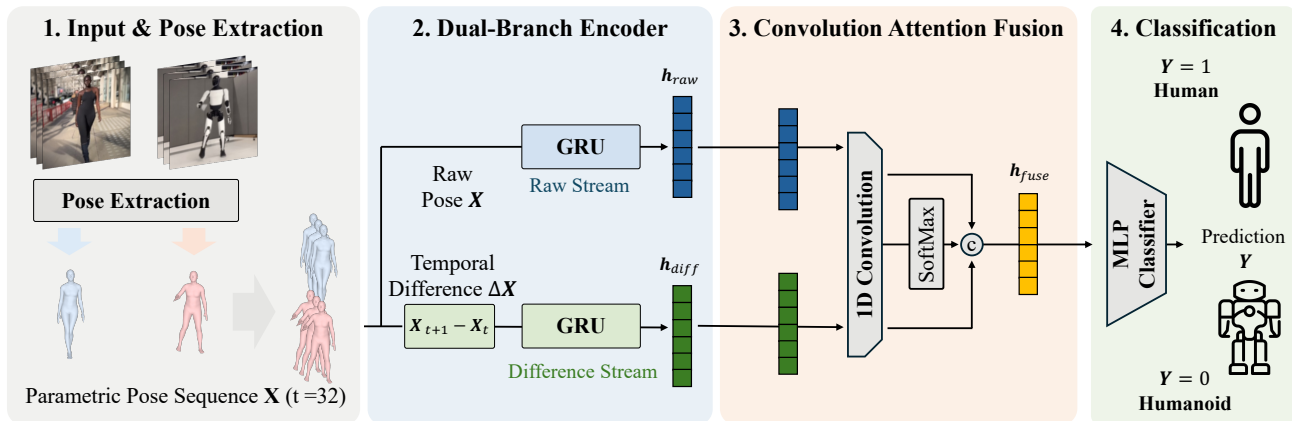 1. Input & Pose Extraction
Pose Extraction
Parametric Pose Sequence X (t =32)
2. Dual-Branch Encoder
h_raw
GRU
Raw Stream
Raw
Pose X
Temporal
Difference ΔX
X_{t+1} − X_t
GRU
Difference Stream
h_diff
3. Convolution Attention Fusion
1D Convolution
SoftMax
c
h_fuse
4. Classification
Y = 1
Human
MLP
Classifier
Prediction
Y
Y = 0
Humanoid